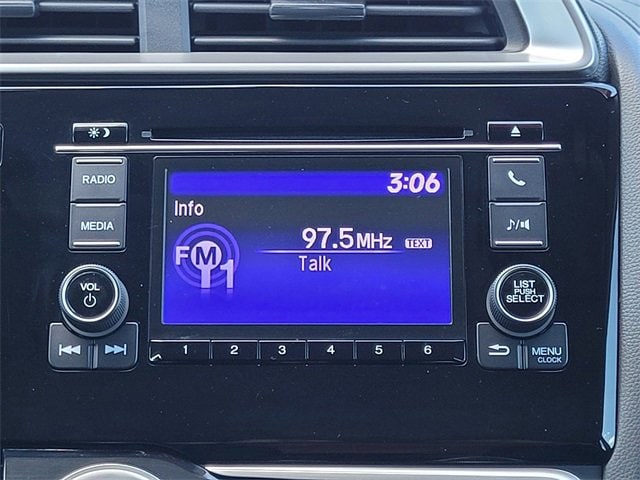 RADIO
MEDIA
VOL
3:06
Info
97.5MHz TEXT
FM1
Talk
LIST
PUSH
SELECT
1 2 3 4 5 6
MENU
CLOCK